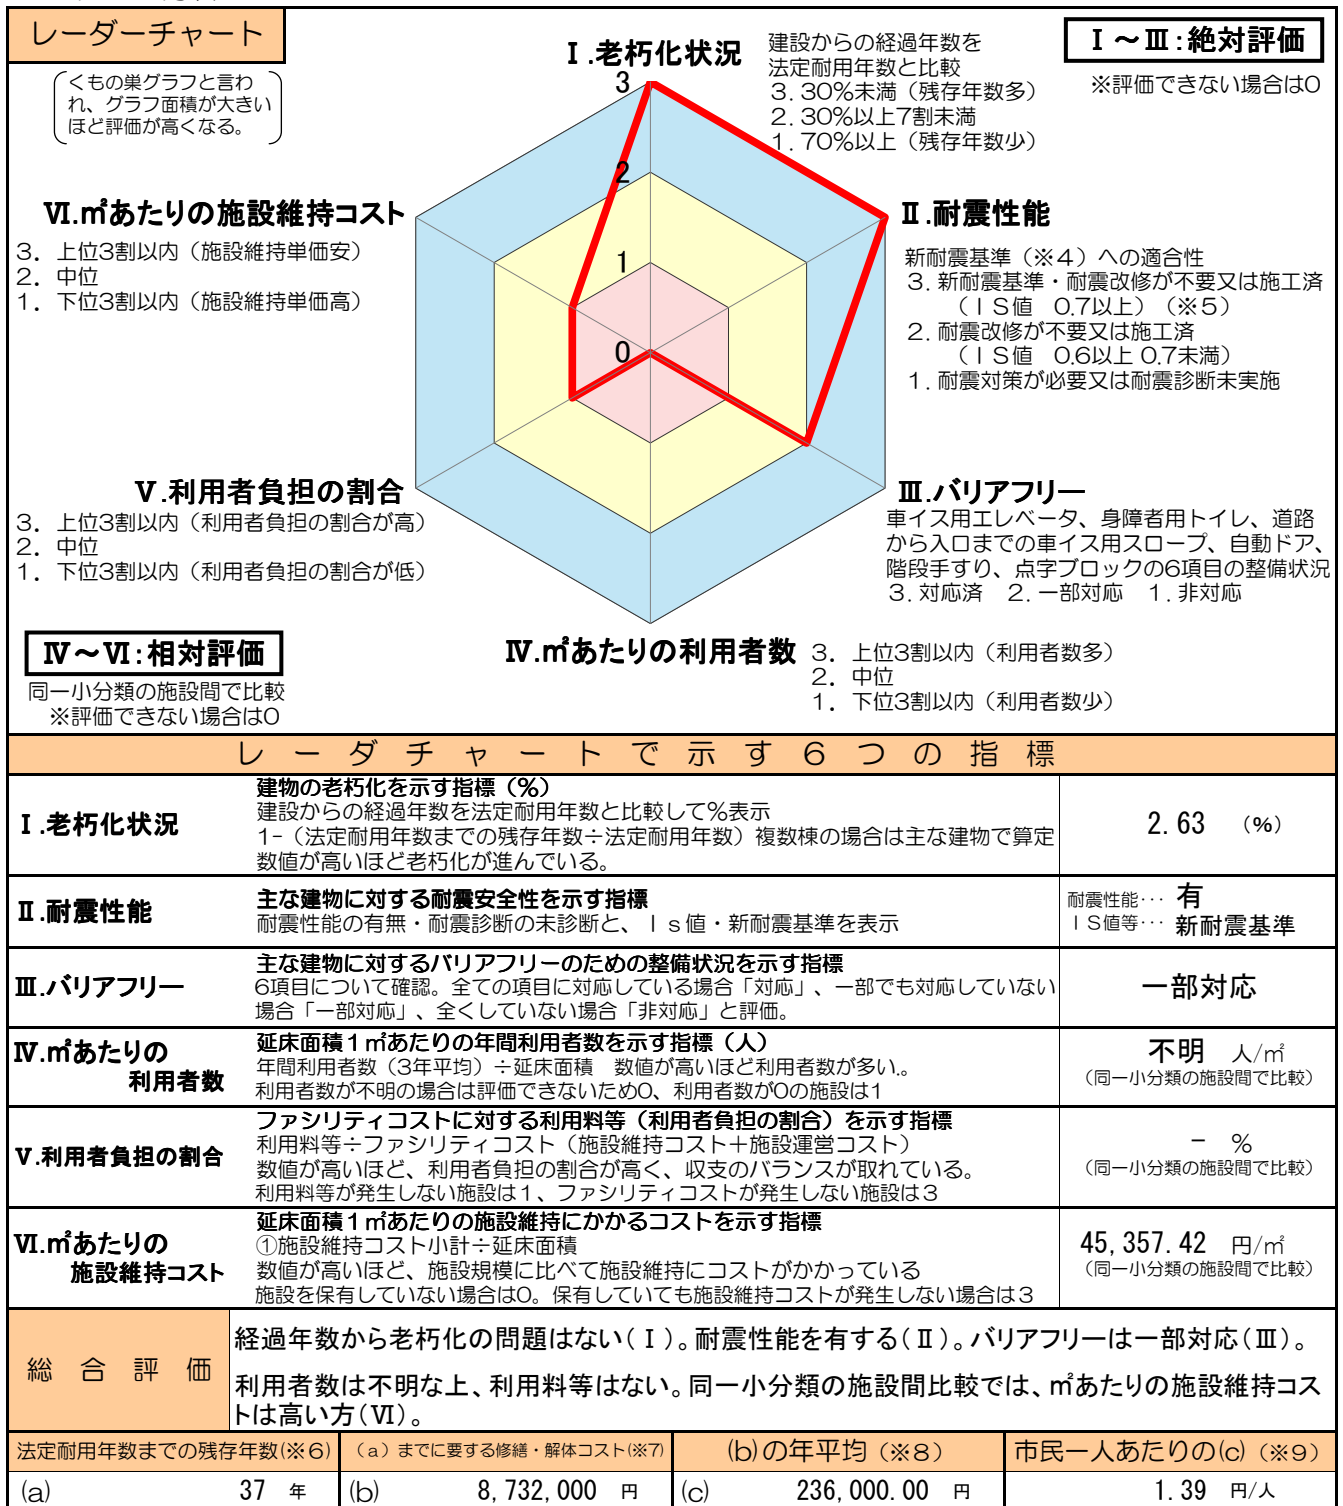 レーダーチャート
くもの巣グラフと言わ
れ、グラフ面積が大きい
ほど評価が高くなる。
Ⅰ～Ⅲ：絶対評価
※評価できない場合は0
Ⅰ.老朽化状況
建設からの経過年数を
法定耐用年数と比較
3. 30%未満（残存年数多）
2. 30%以上7割未満
1. 70%以上（残存年数少）
3
2
1
0
Ⅵ.㎡あたりの施設維持コスト
3. 上位3割以内（施設維持単価安）
2. 中位
1. 下位3割以内（施設維持単価高）
Ⅱ.耐震性能
新耐震基準（※4）への適合性
3. 新耐震基準・耐震改修が不要又は施工済
（ＩＳ値 0.7以上）（※5）
2. 耐震改修が不要又は施工済
（ＩＳ値 0.6以上 0.7未満）
1. 耐震対策が必要又は耐震診断未実施
Ⅴ.利用者負担の割合
3. 上位3割以内（利用者負担の割合が高）
2. 中位
1. 下位3割以内（利用者負担の割合が低）
Ⅲ.バリアフリー
車イス用エレベータ、身障者用トイレ、道路
から入口までの車イス用スロープ、自動ドア、
階段手すり、点字ブロックの6項目の整備状況
3. 対応済 2. 一部対応 1. 非対応
Ⅳ～Ⅵ：相対評価
同一小分類の施設間で比較
※評価できない場合は0
Ⅳ.㎡あたりの利用者数
3. 上位3割以内（利用者数多）
2. 中位
1. 下位3割以内（利用者数少）
レーダチャートで示す6つの指標
Ⅰ.老朽化状況
建物の老朽化を示す指標（%）
建設からの経過年数を法定耐用年数と比較して%表示
1-（法定耐用年数までの残存年数÷法定耐用年数）複数棟の場合は主な建物で算定
数値が高いほど老朽化が進んでいる。
2.63 （%）
Ⅱ.耐震性能
主な建物に対する耐震安全性を示す指標
耐震性能の有無・耐震診断の未診断と、Ｉｓ値・新耐震基準を表示
耐震性能… 有
ＩＳ値等… 新耐震基準
Ⅲ.バリアフリー
主な建物に対するバリアフリーのための整備状況を示す指標
6項目について確認。全ての項目に対応している場合「対応」、一部でも対応していない
場合「一部対応」、全くしていない場合「非対応」と評価。
一部対応
Ⅳ.㎡あたりの
利用者数
延床面積１㎡あたりの年間利用者数を示す指標（人）
年間利用者数（3年平均）÷延床面積 数値が高いほど利用者数が多い。
利用者数が不明の場合は評価できないため0、利用者数が0の施設は1
不明 人/㎡
（同一小分類の施設間で比較）
Ⅴ.利用者負担の割合
ファシリティコストに対する利用料等（利用者負担の割合）を示す指標
利用料等÷ファシリティコスト（施設維持コスト＋施設運営コスト）
数値が高いほど、利用者負担の割合が高く、収支のバランスが取れている。
利用料等が発生しない施設は１、ファシリティコストが発生しない施設は３
－ %
（同一小分類の施設間で比較）
Ⅵ.㎡あたりの
施設維持コスト
延床面積１㎡あたりの施設維持にかかるコストを示す指標
①施設維持コスト小計÷延床面積
数値が高いほど、施設規模に比べて施設維持にコストがかかっている
施設を保有していない場合は0。保有していても施設維持コストが発生しない場合は３
45,357.42 円/㎡
（同一小分類の施設間で比較）
総合評価
経過年数から老朽化の問題はない（Ⅰ）。耐震性能を有する（Ⅱ）。バリアフリーは一部対応（Ⅲ）。
利用者数は不明な上、利用料等はない。同一小分類の施設間比較では、㎡あたりの施設維持コス
トは高い方（Ⅵ）。
法定耐用年数までの残存年数(※6)
（a）までに要する修繕・解体コスト(※7)
(b)の年平均（※8）
市民一人あたりの(c)（※9）
(a) 37 年
(b) 8,732,000 円
(c) 236,000.00 円
1.39 円/人